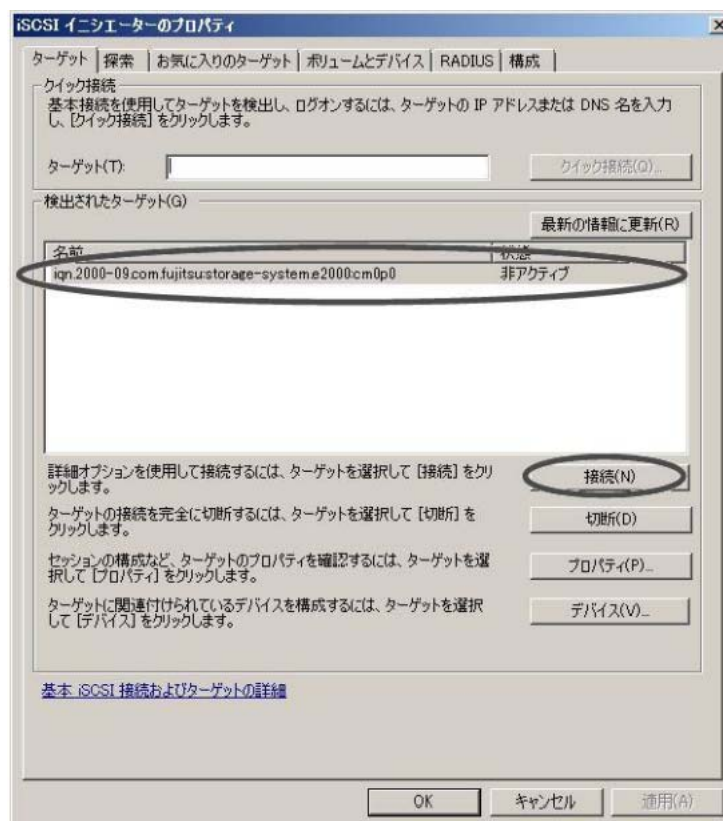 iSCSI イニシエーターのプロパティ
ターゲット 探索 お気に入りのターゲット ボリュームとデバイス RADIUS 構成
クイック接続
基本接続を使用してターゲットを検出し、ログオンするには、ターゲットの IP アドレスまたは DNS 名を入力
し、[クイック接続] をクリックします。
ターゲット(T): クイック接続(Q)...
検出されたターゲット(G)
最新の情報に更新(R)
名前 状態
iqn.2000-09.com.fujitsu:storage-system.e2000:cm0p0 非アクティブ
詳細オプションを使用して接続するには、ターゲットを選択して [接続] をクリ
ックします。
接続(N)
ターゲットの接続を完全に切断するには、ターゲットを選択して [切断] を
クリックします。
切断(D)
セッションの構成など、ターゲットのプロパティを確認するには、ターゲットを選
択して [プロパティ] をクリックします。
プロパティ(P)...
ターゲットに関連付けられているデバイスを構成するには、ターゲットを選択
して [デバイス] をクリックします。
デバイス(V)...
基本 iSCSI 接続およびターゲットの詳細
OK キャンセル 適用(A)